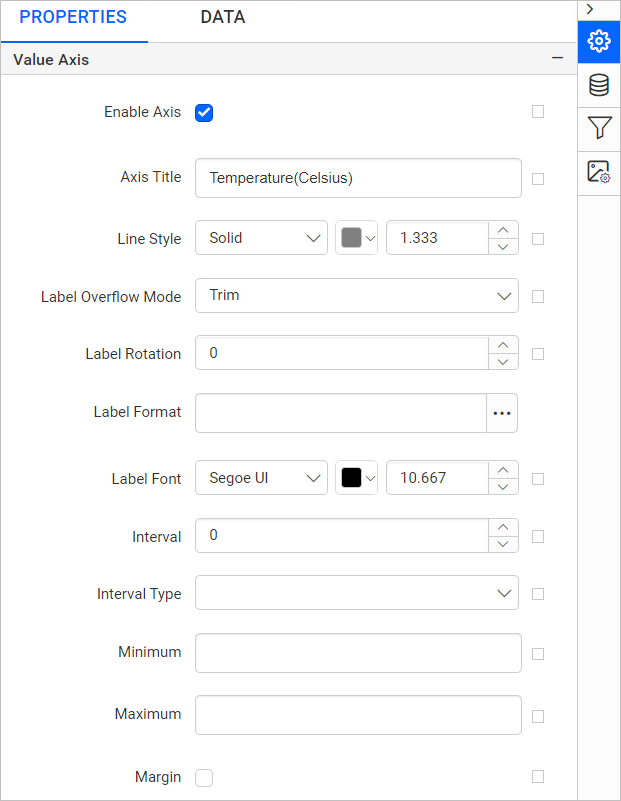 PROPERTIES DATA
Value Axis
Enable Axis
Axis Title Temperature(Celsius)
Line Style Solid 1.333
Label Overflow Mode Trim
Label Rotation 0
Label Format ...
Label Font Segoe UI 10.667
Interval 0
Interval Type
Minimum
Maximum
Margin